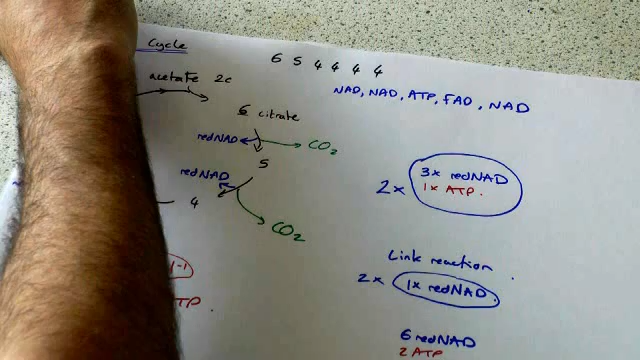 Cycle
6 5 4 4 4 4
acetate 2c
NAD, NAD, ATP, FAD, NAD
6 citrate
redNAD
CO2
5
redNAD
4
CO2
3x redNAD
2x
1x ATP.
Link reaction
2x
1x redNAD
6 redNAD
2 ATP